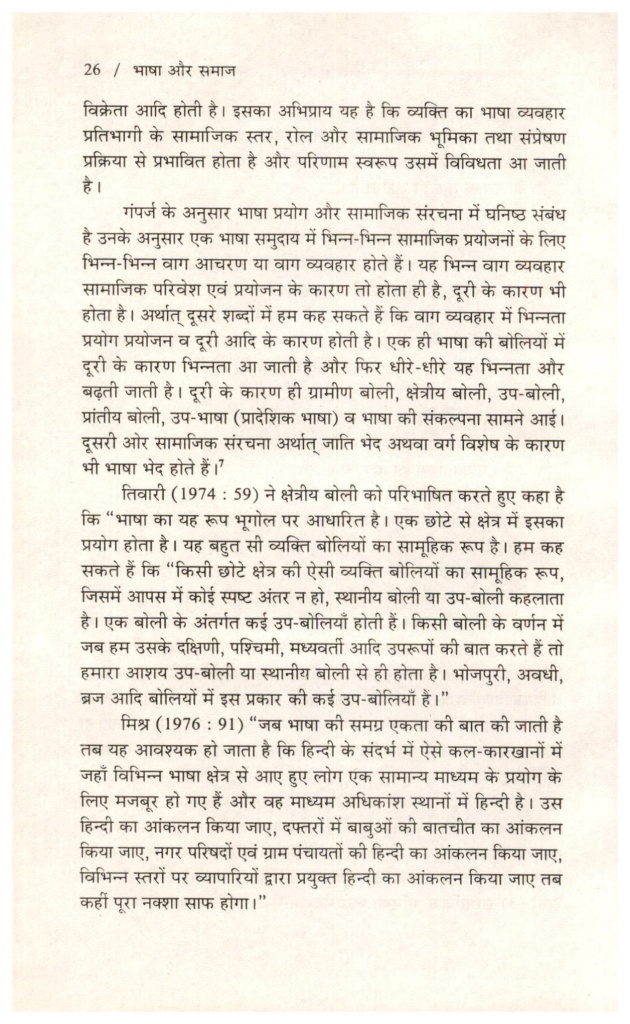 26 / भाषा और समाज
विक्रेता आदि होती है। इसका अभिप्राय यह है कि व्यक्ति का भाषा व्यवहार
प्रतिभागी के सामाजिक स्तर, रोल और सामाजिक भूमिका तथा संप्रेषण
प्रक्रिया से प्रभावित होता है और परिणाम स्वरूप उसमें विविधता आ जाती
है।
गंपर्ज के अनुसार भाषा प्रयोग और सामाजिक संरचना में घनिष्ठ संबंध
है उनके अनुसार एक भाषा समुदाय में भिन्न-भिन्न सामाजिक प्रयोजनों के लिए
भिन्न-भिन्न वाग आचरण या वाग व्यवहार होते हैं। यह भिन्न वाग व्यवहार
सामाजिक परिवेश एवं प्रयोजन के कारण तो होता ही है, दूरी के कारण भी
होता है। अर्थात् दूसरे शब्दों में हम कह सकते हैं कि वाग व्यवहार में भिन्नता
प्रयोग प्रयोजन व दूरी आदि के कारण होती है। एक ही भाषा की बोलियों में
दूरी के कारण भिन्नता आ जाती है और फिर धीरे-धीरे यह भिन्नता और
बढ़ती जाती है। दूरी के कारण ही ग्रामीण बोली, क्षेत्रीय बोली, उप-बोली,
प्रांतीय बोली, उप-भाषा (प्रादेशिक भाषा) व भाषा की संकल्पना सामने आई।
दूसरी ओर सामाजिक संरचना अर्थात् जाति भेद अथवा वर्ग विशेष के कारण
भी भाषा भेद होते हैं।⁷
तिवारी (1974 : 59) ने क्षेत्रीय बोली को परिभाषित करते हुए कहा है
कि “भाषा का यह रूप भूगोल पर आधारित है। एक छोटे से क्षेत्र में इसका
प्रयोग होता है। यह बहुत सी व्यक्ति बोलियों का सामूहिक रूप है। हम कह
सकते हैं कि “किसी छोटे क्षेत्र की ऐसी व्यक्ति बोलियों का सामूहिक रूप,
जिसमें आपस में कोई स्पष्ट अंतर न हो, स्थानीय बोली या उप-बोली कहलाता
है। एक बोली के अंतर्गत कई उप-बोलियाँ होती हैं। किसी बोली के वर्णन में
जब हम उसके दक्षिणी, पश्चिमी, मध्यवर्ती आदि उपरूपों की बात करते हैं तो
हमारा आशय उप-बोली या स्थानीय बोली से ही होता है। भोजपुरी, अवधी,
ब्रज आदि बोलियों में इस प्रकार की कई उप-बोलियाँ हैं।”
मिश्र (1976 : 91) “जब भाषा की समग्र एकता की बात की जाती है
तब यह आवश्यक हो जाता है कि हिन्दी के संदर्भ में ऐसे कल-कारखानों में
जहाँ विभिन्न भाषा क्षेत्र से आए हुए लोग एक सामान्य माध्यम के प्रयोग के
लिए मजबूर हो गए हैं और वह माध्यम अधिकांश स्थानों में हिन्दी है। उस
हिन्दी का आंकलन किया जाए, दफ्तरों में बाबुओं की बातचीत का आंकलन
किया जाए, नगर परिषदों एवं ग्राम पंचायतों की हिन्दी का आंकलन किया जाए,
विभिन्न स्तरों पर व्यापारियों द्वारा प्रयुक्त हिन्दी का आंकलन किया जाए तब
कहीं पूरा नक्शा साफ होगा।”